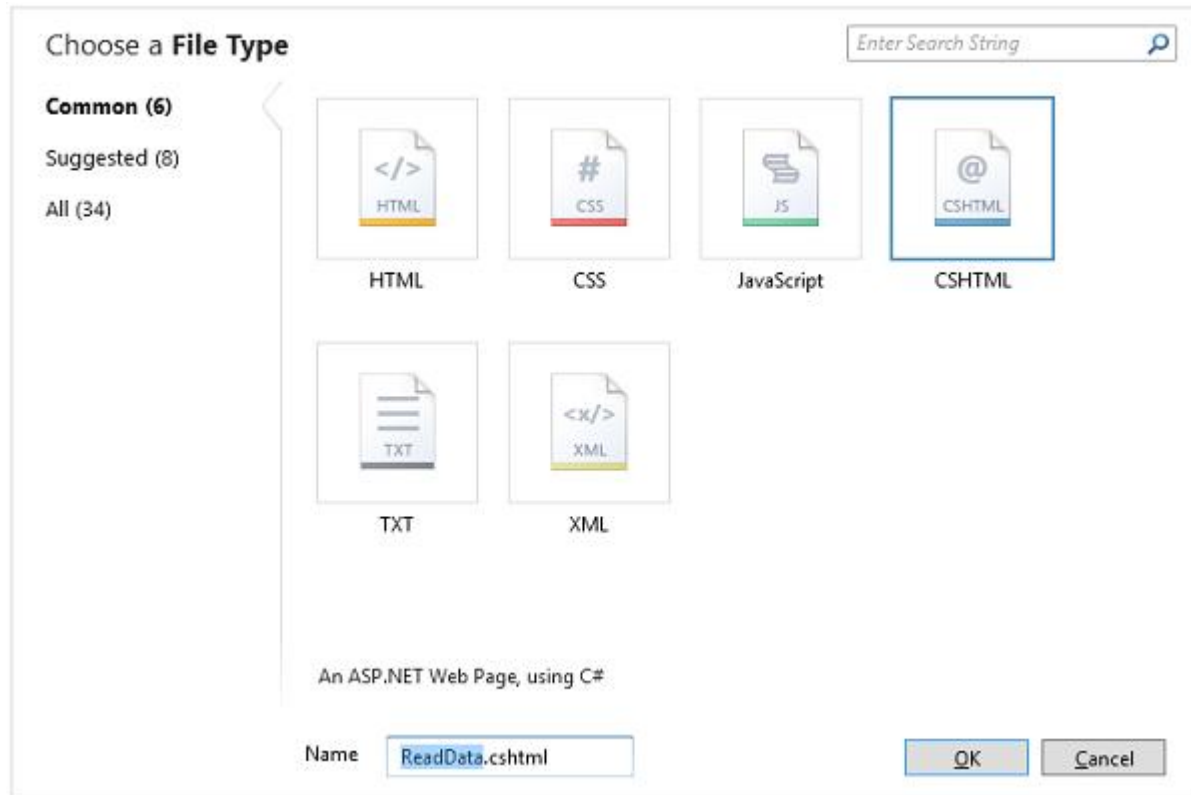 Choose a File Type
Enter Search String
Common (6)
Suggested (8)
All (34)
</> # @
HTML CSS JS CSHTML
HTML CSS JavaScript CSHTML
<x/>
TXT XML
TXT XML
An ASP.NET Web Page, using C#
Name ReadData.cshtml OK Cancel